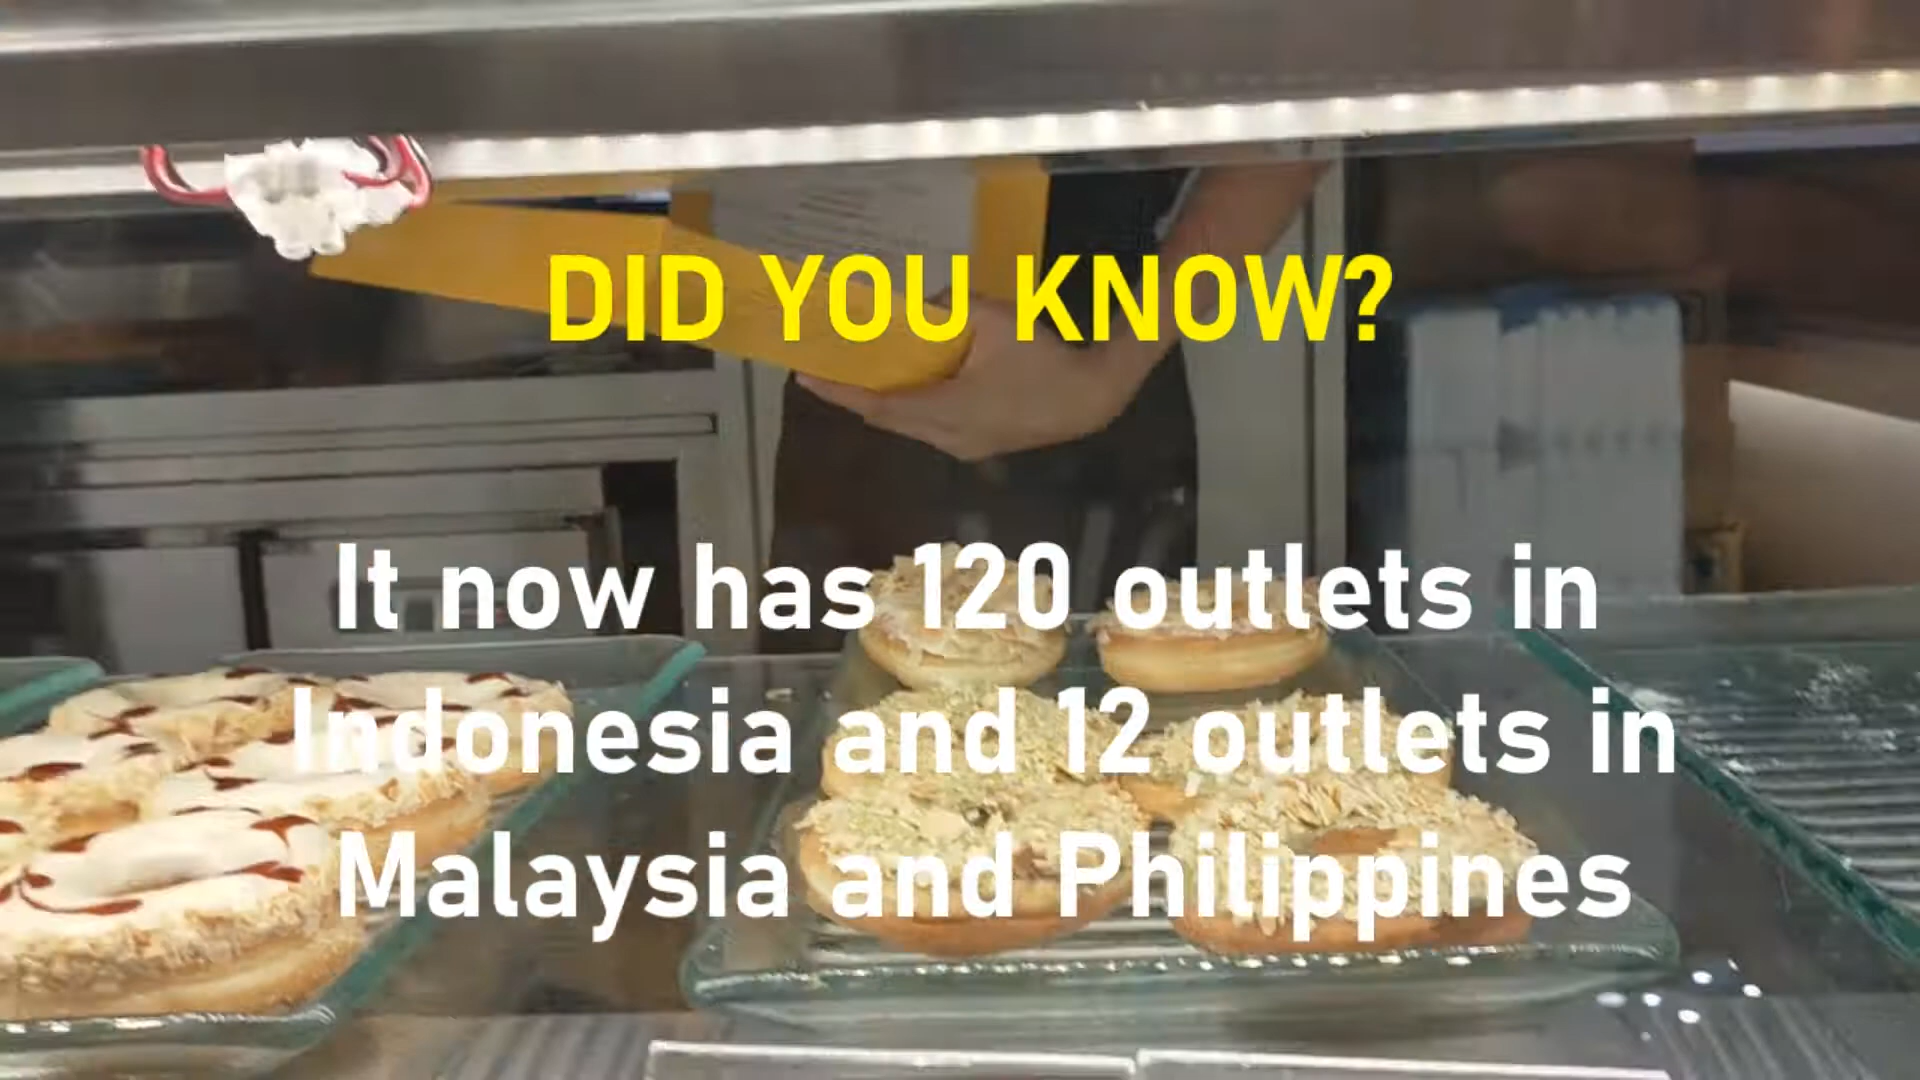 DID YOU KNOW?
It now has 120 outlets in
Indonesia and 12 outlets in
Malaysia and Philippines